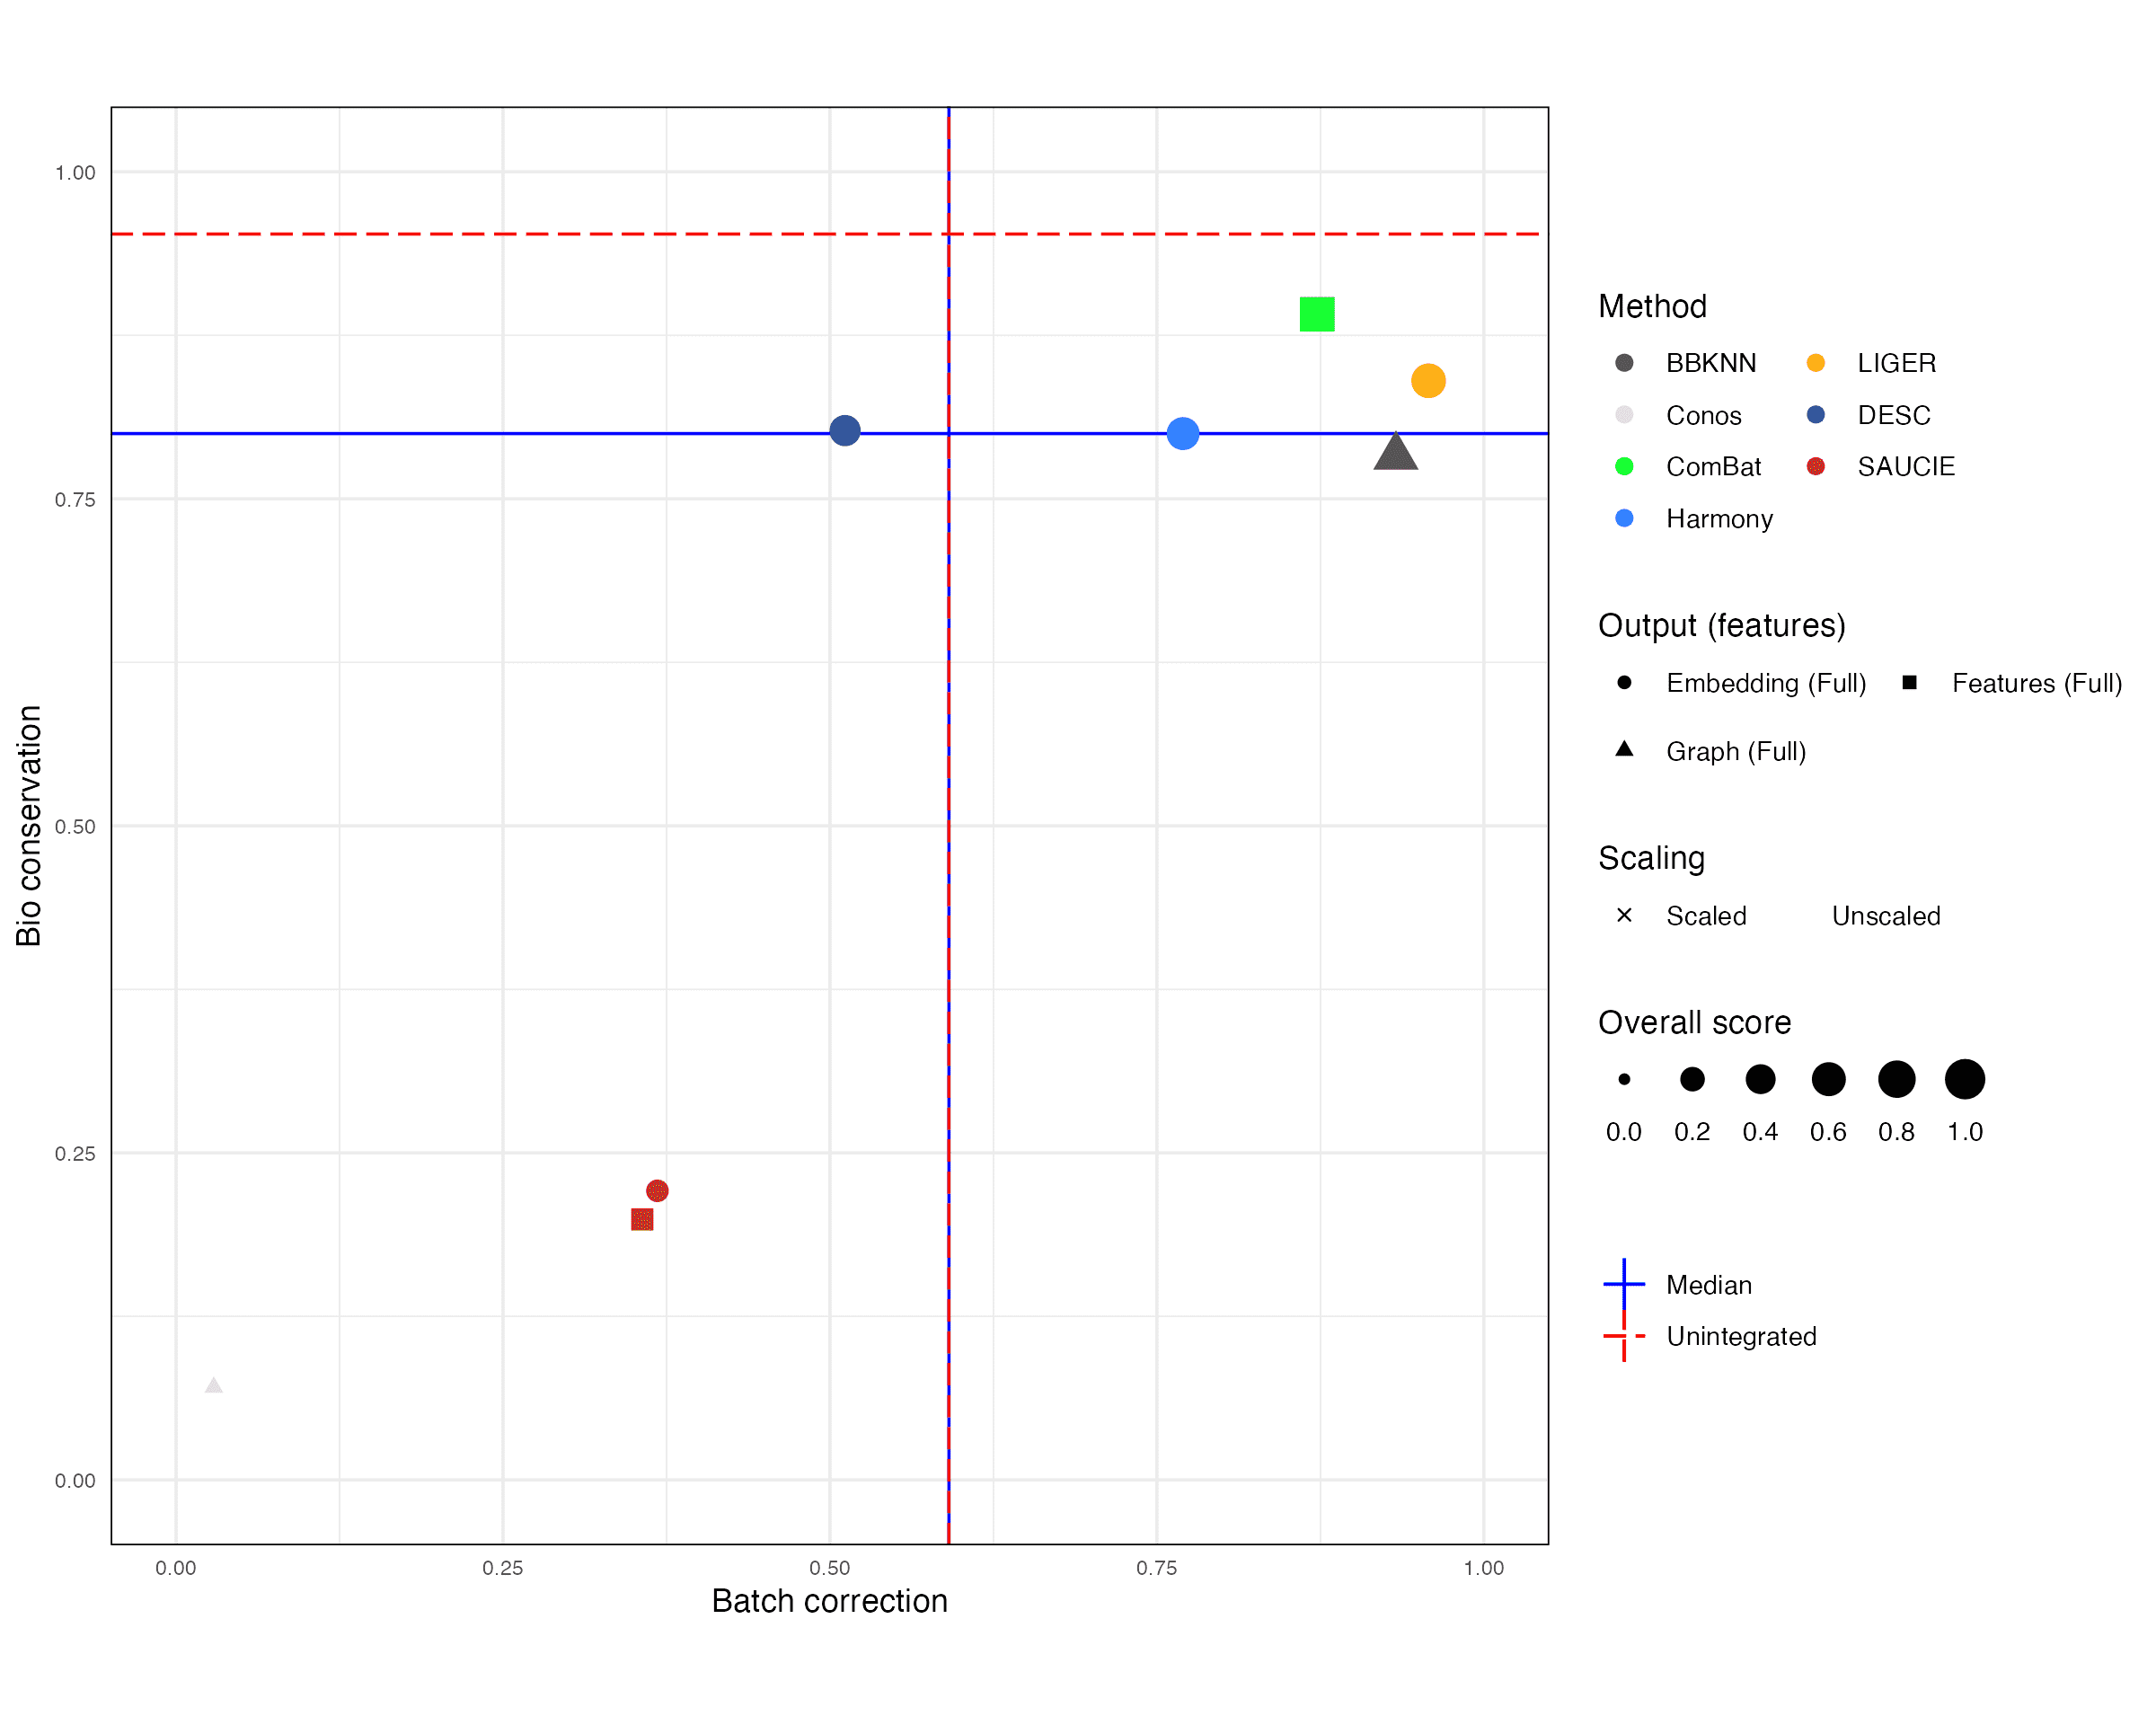 1.00
0.75
0.50
0.25
0.00
Bio conservation
0.00 0.25 0.50 0.75 1.00
Batch correction
Method
BBKNN LIGER
Conos DESC
ComBat SAUCIE
Harmony
Output (features)
Embedding (Full) Features (Full)
Graph (Full)
Scaling
Scaled Unscaled
Overall score
0.0 0.2 0.4 0.6 0.8 1.0
Median
Unintegrated